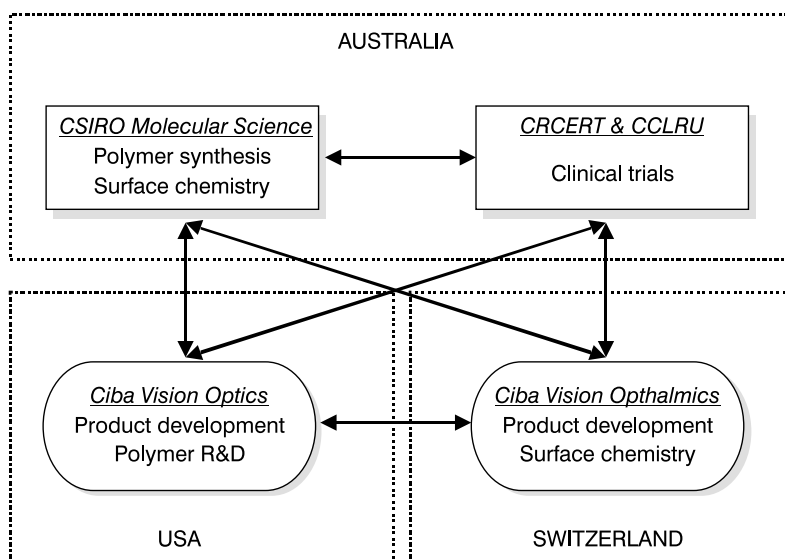 AUSTRALIA
CSIRO Molecular Science
Polymer synthesis
Surface chemistry
CRCERT & CCLRU
Clinical trials
Ciba Vision Optics
Product development
Polymer R&D
Ciba Vision Opthalmics
Product development
Surface chemistry
USA
SWITZERLAND